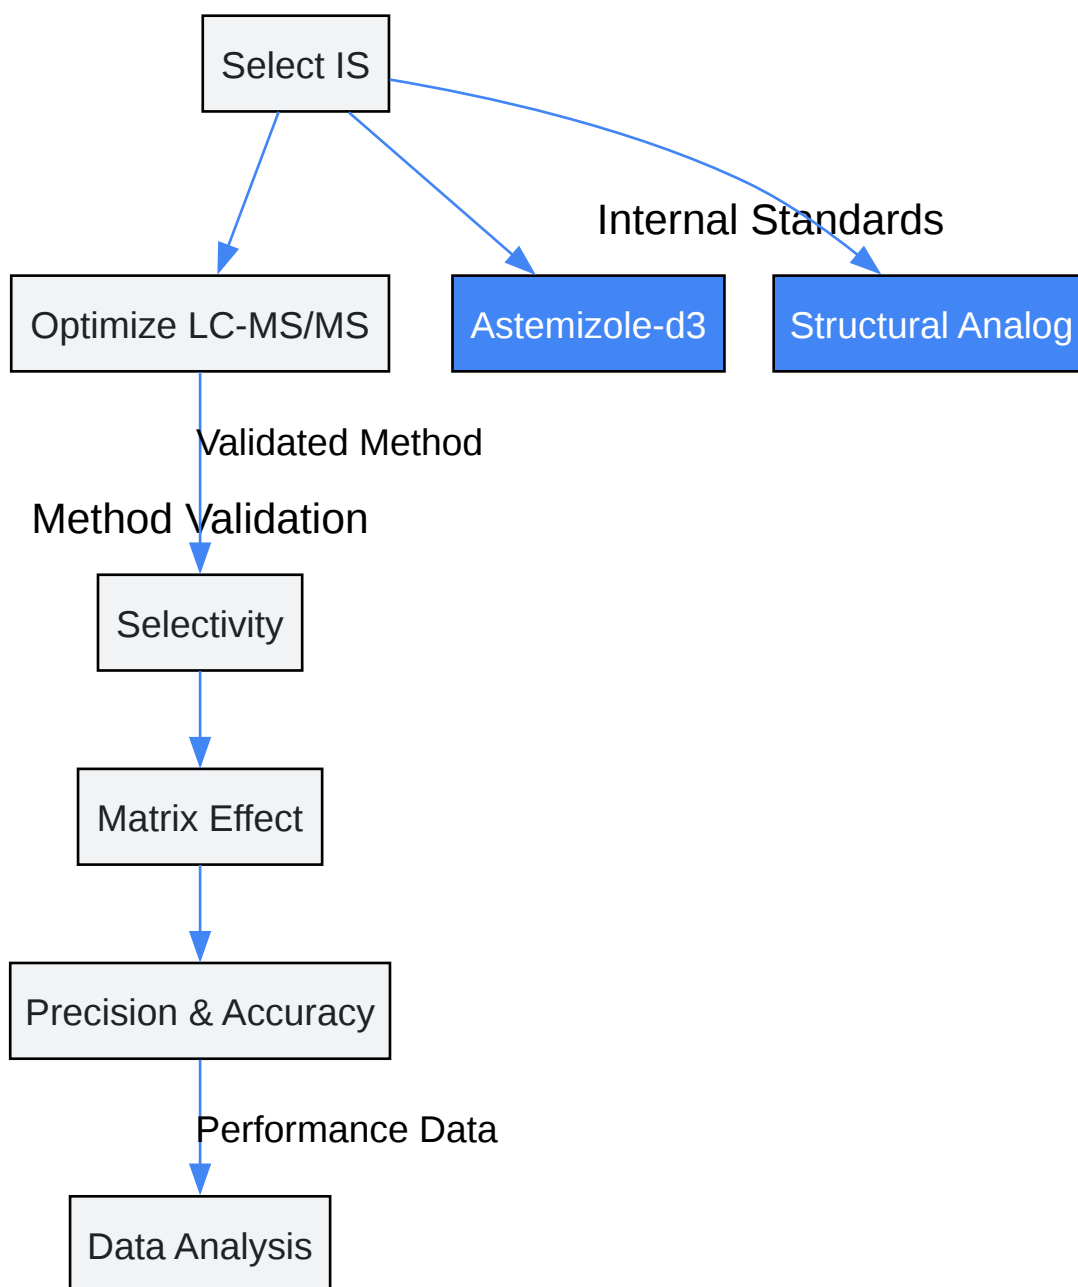 Select IS
Internal Standards
Optimize LC-MS/MS
Astemizole-d3
Structural Analog
Validated Method
Method Validation
Selectivity
Matrix Effect
Precision & Accuracy
Performance Data
Data Analysis